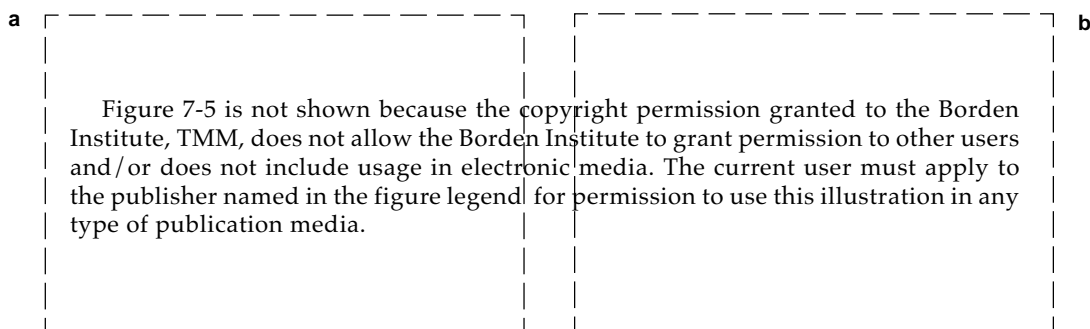 a
b
Figure 7-5 is not shown because the copyright permission granted to the Borden
Institute, TMM, does not allow the Borden Institute to grant permission to other users
and/or does not include usage in electronic media. The current user must apply to
the publisher named in the figure legend for permission to use this illustration in any
type of publication media.